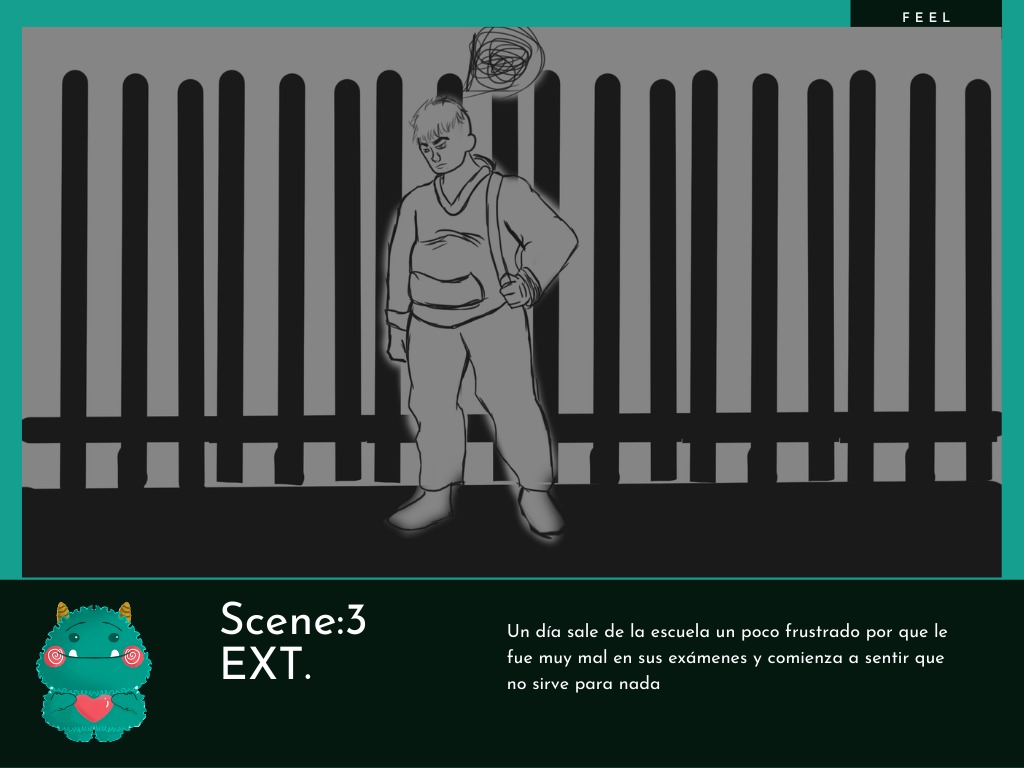 FEEL
Scene:3
EXT.
Un día sale de la escuela un poco frustrado por que le
fue muy mal en sus exámenes y comienza a sentir que
no sirve para nada